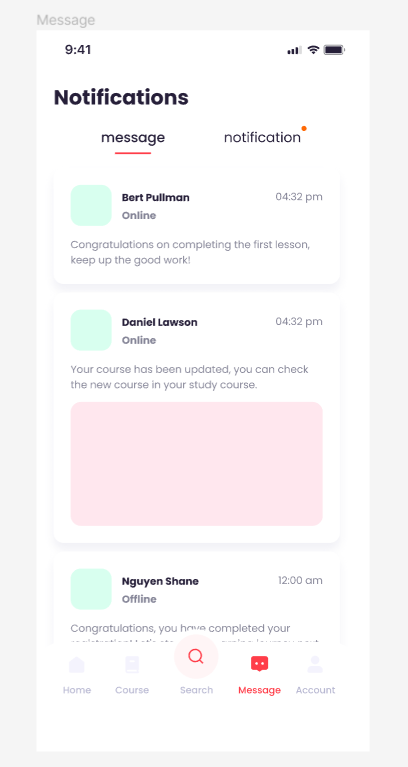 Message
9:41
Notifications
message notification
Bert Pullman 04:32 pm
Online
Congratulations on completing the first lesson,
keep up the good work!
Daniel Lawson 04:32 pm
Online
Your course has been updated, you can check
the new course in your study course.
Nguyen Shane 12:00 am
Offline
Congratulations, you have completed your
Home Course Search Message Account